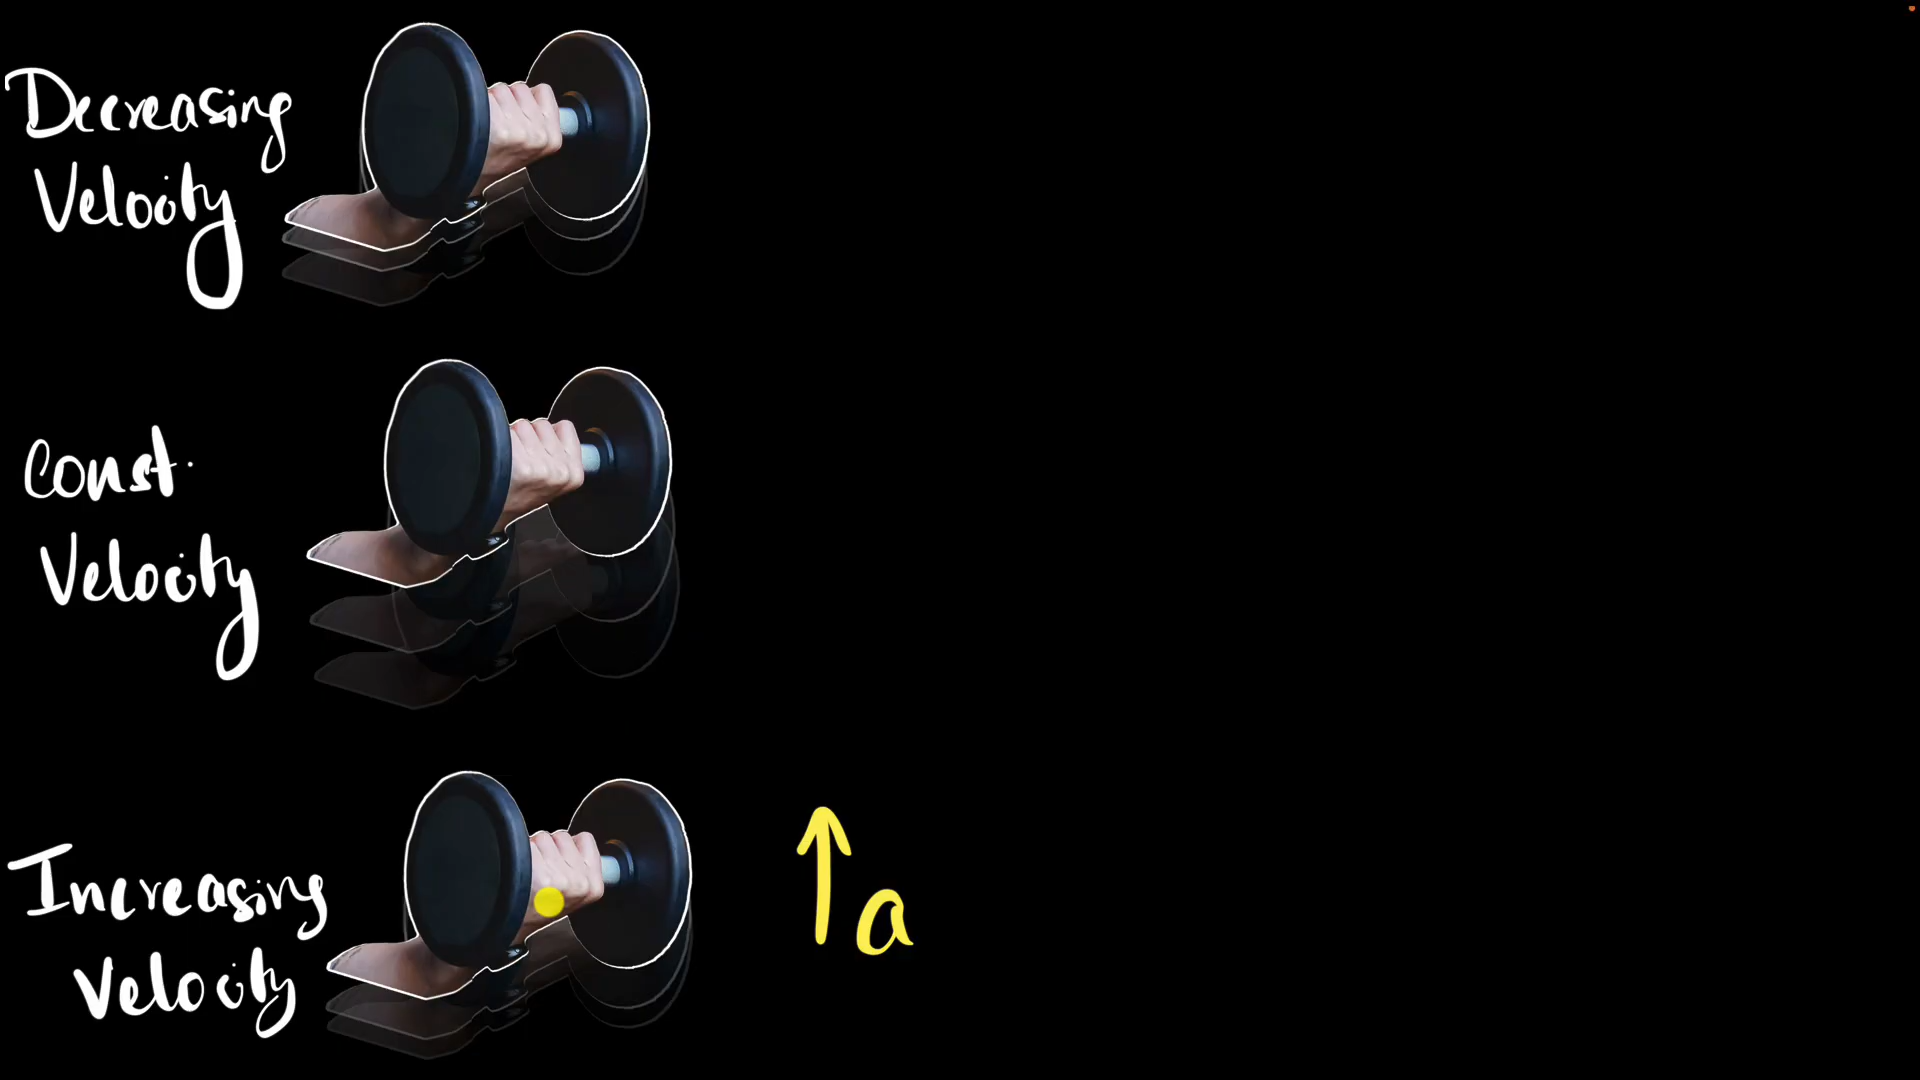 Decreasing
Velocity
Const.
Velocity
Increasing
Velocity
a